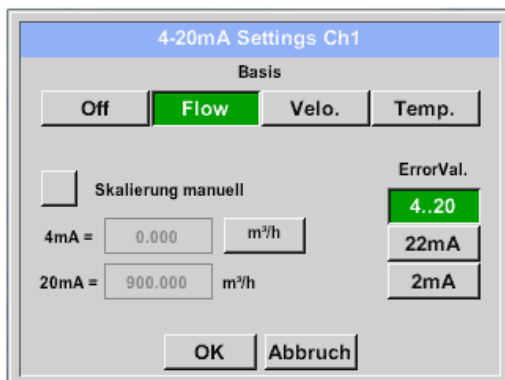 4-20mA Settings Ch1
Basis
Off Flow Velo. Temp.
ErrorVal.
Skalierung manuell
4..20
4mA = 0.000 m³/h
22mA
20mA = 900.000 m³/h
2mA
OK Abbruch